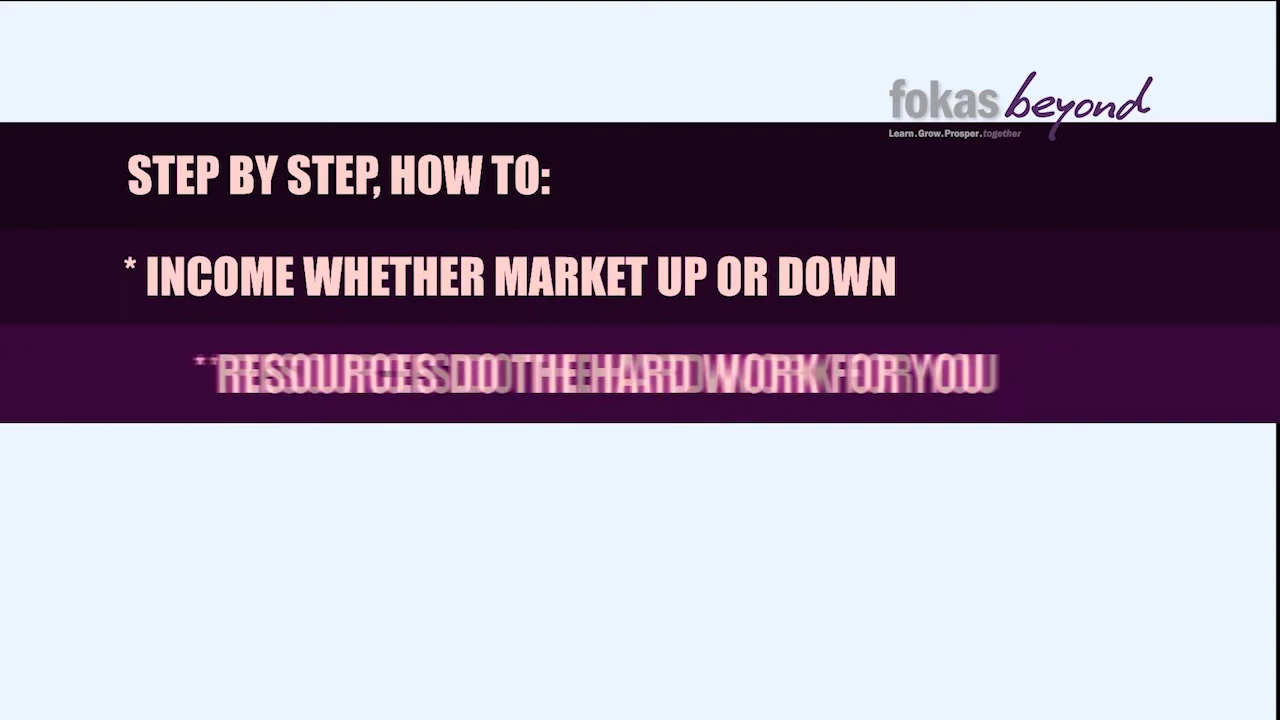 fokas beyond
Learn.Grow.Prosper.together
STEP BY STEP, HOW TO:
* INCOME WHETHER MARKET UP OR DOWN
* RESOURCES DO THE HARD WORK FOR YOU